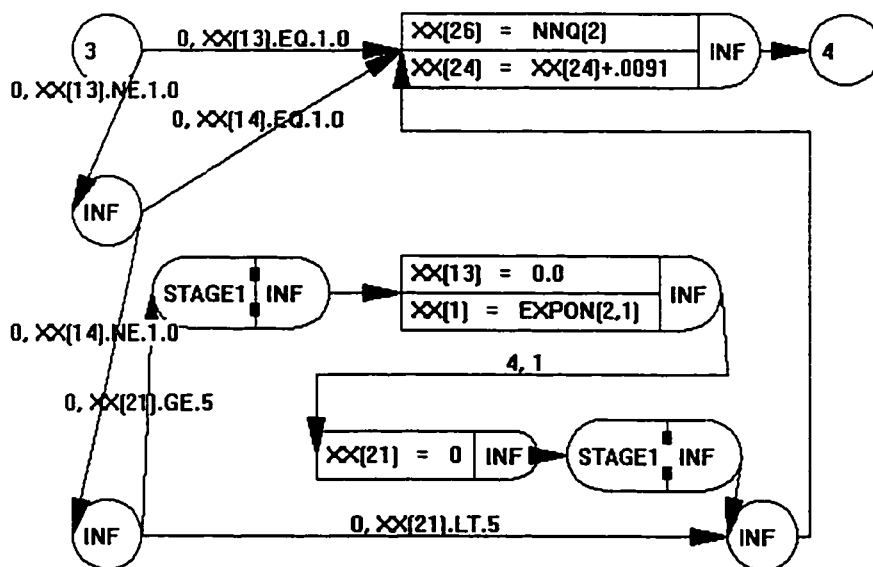 3
0, XX(13).EQ.1.0
XX(26) = NNQ(2)
XX(24) = XX(24)+.0091
INF
4
0, XX(13).NE.1.0
0, XX(14).EQ.1.0
INF
STAGE1 INF
XX(13) = 0.0
XX(1) = EXPON(2,1)
INF
0, XX(14).NE.1.0
4, 1
0, XX(21).GE.5
XX(21) = 0 INF
STAGE1 INF
INF
0, XX(21).LT.5
INF